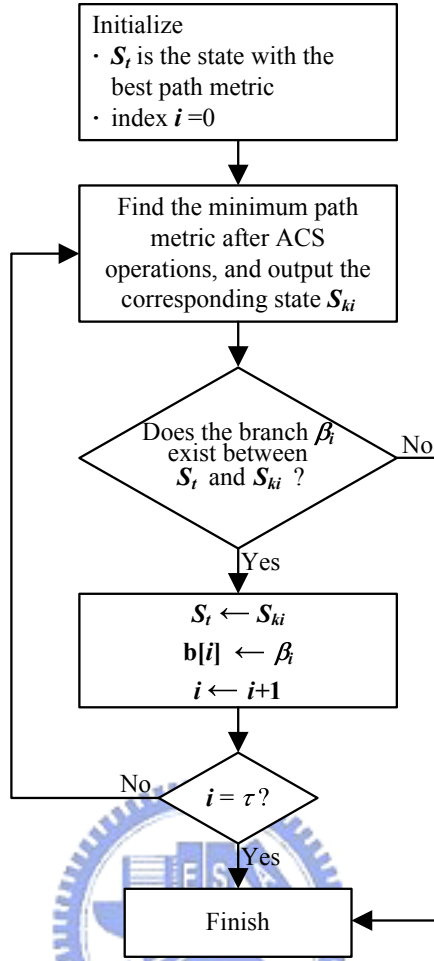 Initialize
· S_t is the state with the
best path metric
· index i =0
Find the minimum path
metric after ACS
operations, and output the
corresponding state S_ki
Does the branch β_i
exist between
S_t and S_ki ?
No
Yes
S_t ← S_ki
b[i] ← β_i
i ← i+1
No
i = τ ?
Yes
Finish